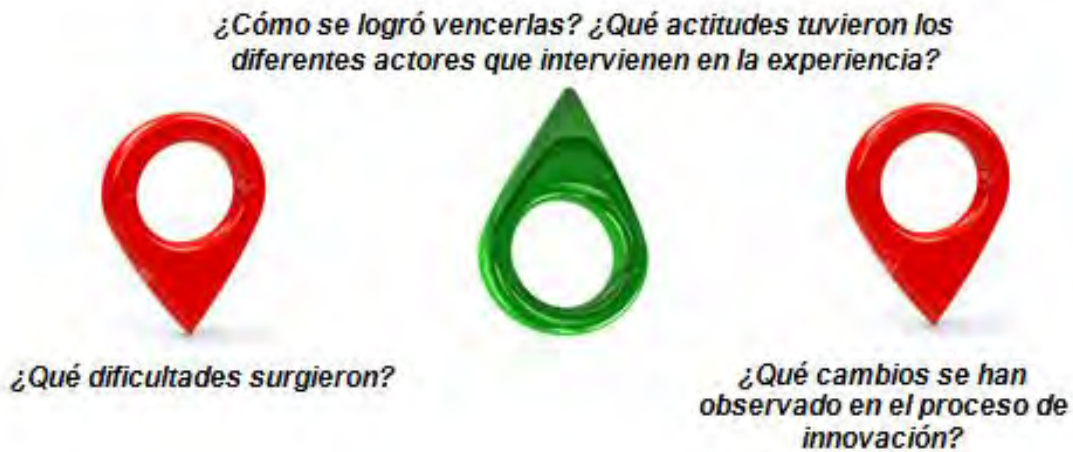 ¿Cómo se logró vencerlas? ¿Qué actitudes tuvieron los
diferentes actores que intervienen en la experiencia?
¿Qué dificultades surgieron?
¿Qué cambios se han
observado en el proceso de
innovación?